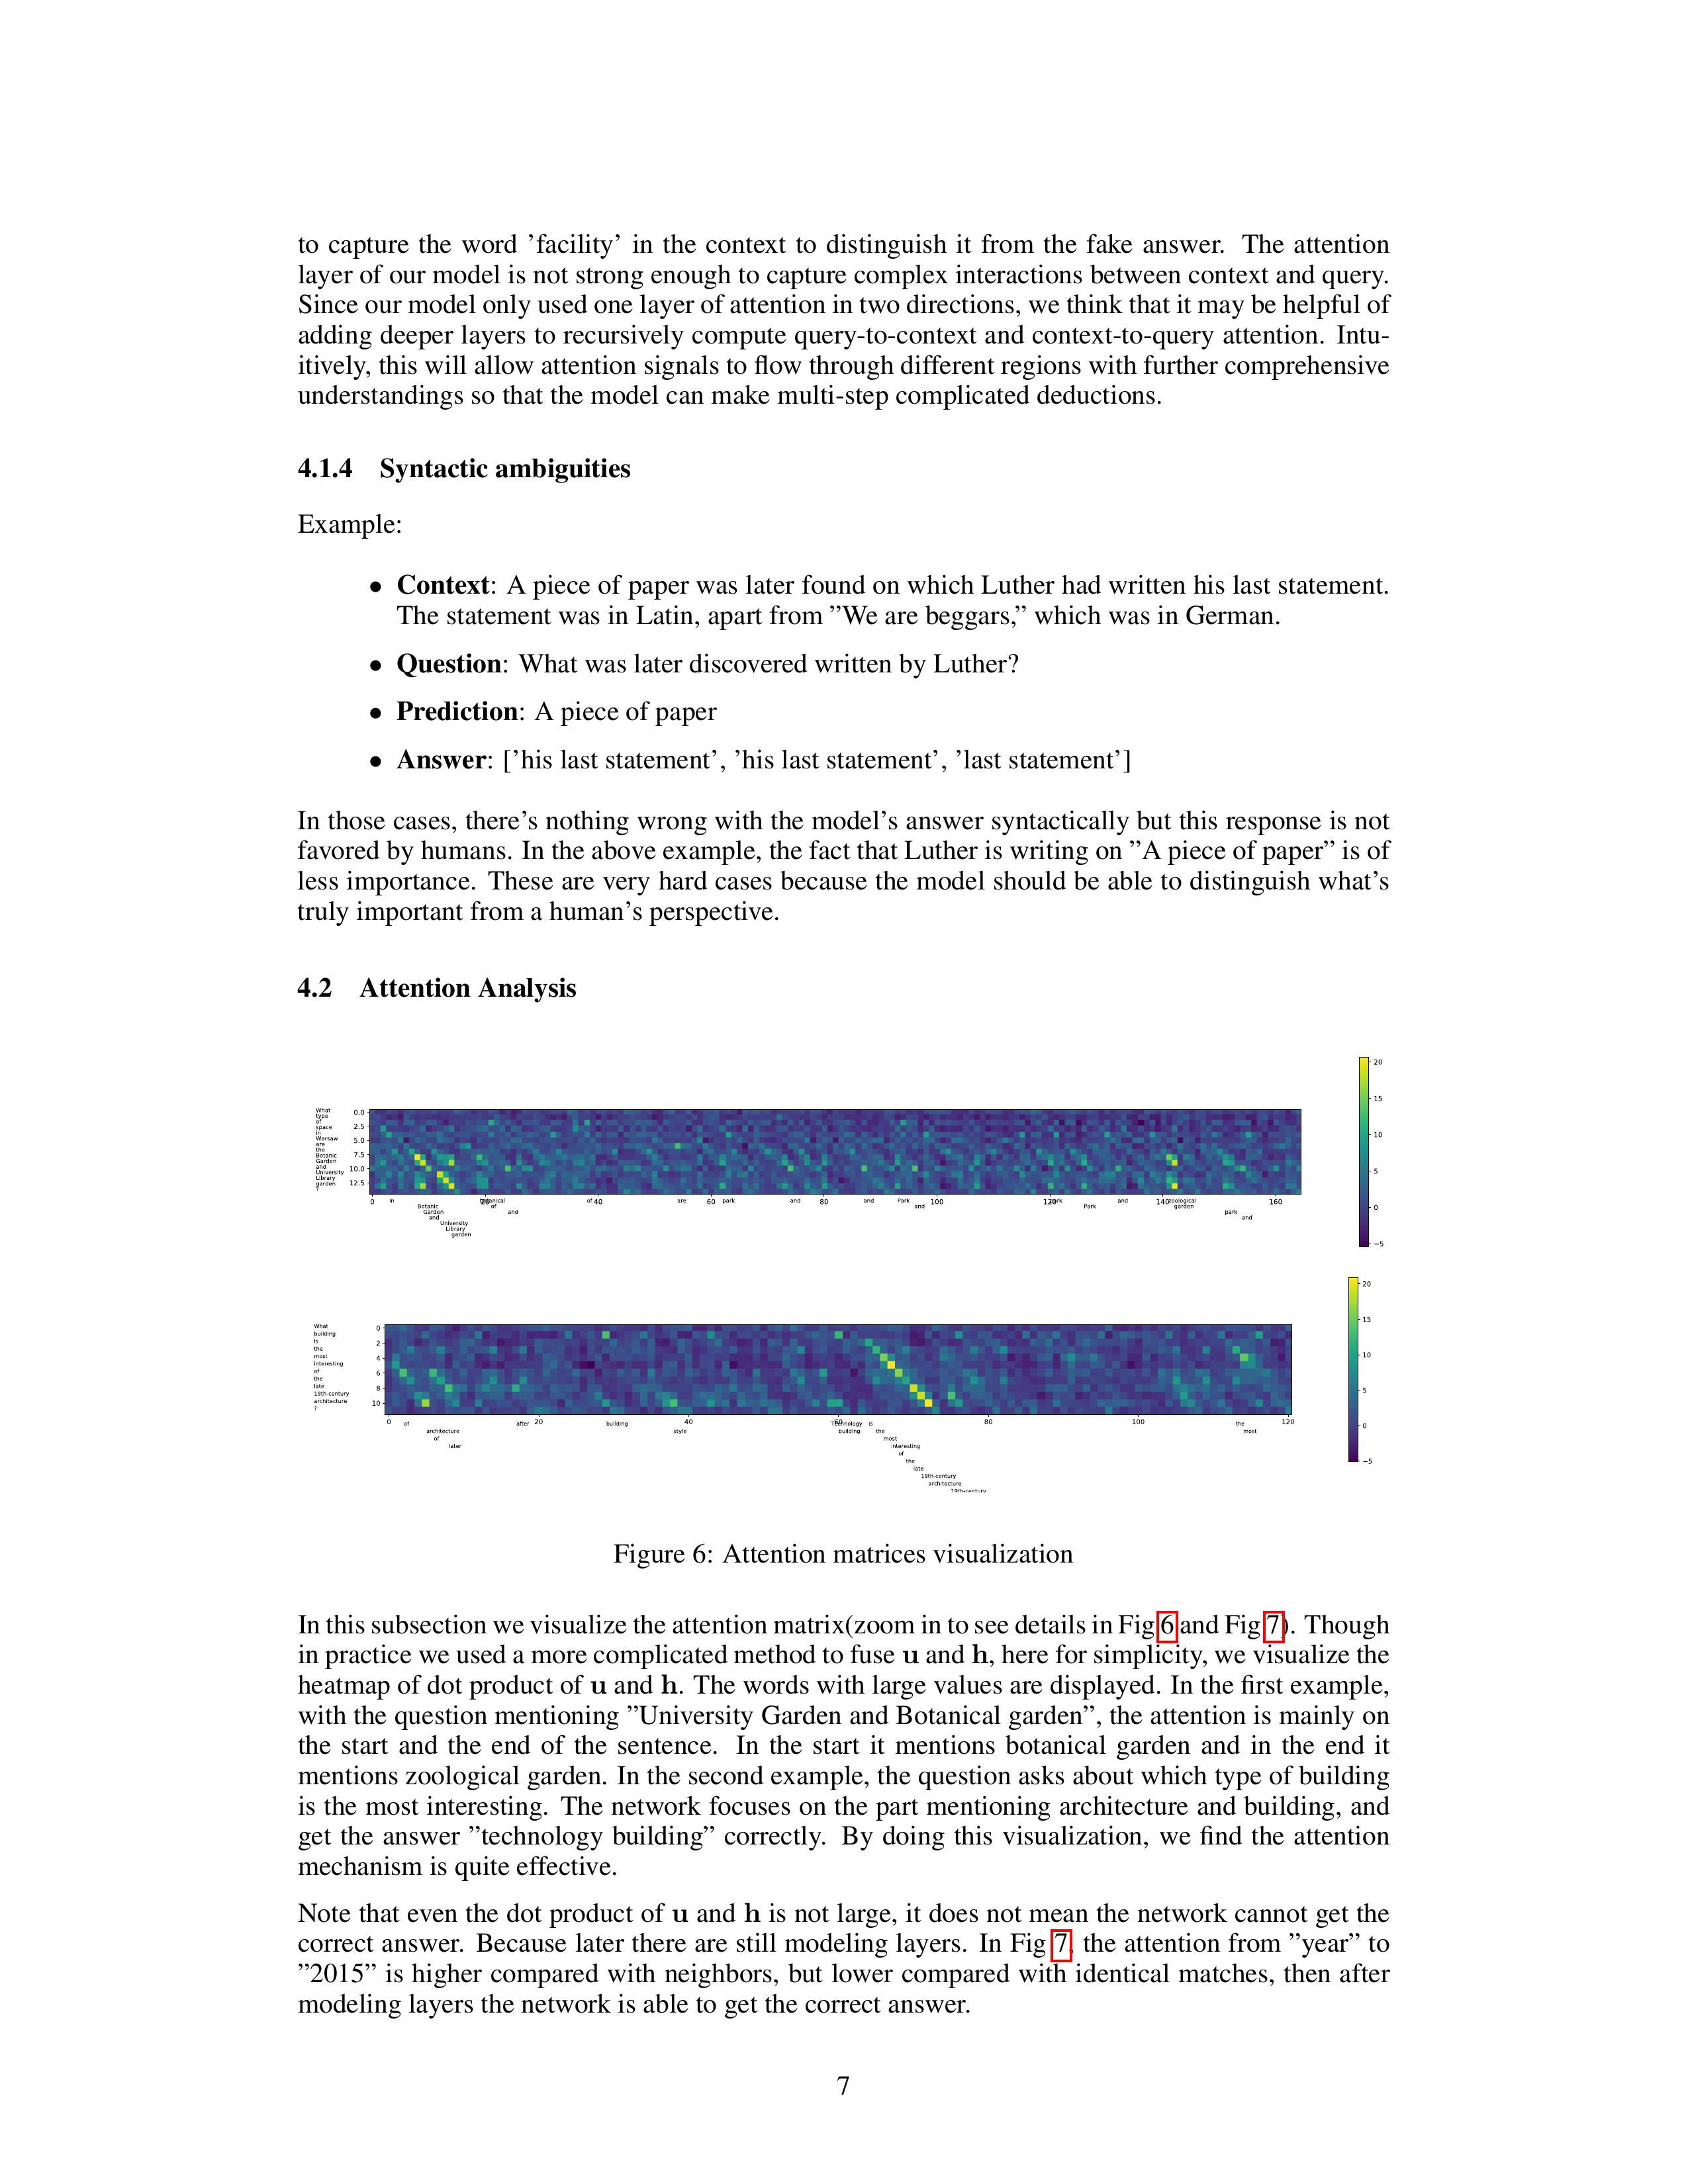 to capture the word ’facility’ in the context to distinguish it from the fake answer. The attention
layer of our model is not strong enough to capture complex interactions between context and query.
Since our model only used one layer of attention in two directions, we think that it may be helpful of
adding deeper layers to recursively compute query-to-context and context-to-query attention. Intu-
itively, this will allow attention signals to flow through different regions with further comprehensive
understandings so that the model can make multi-step complicated deductions.
4.1.4 Syntactic ambiguities
Example:
• Context: A piece of paper was later found on which Luther had written his last statement.
The statement was in Latin, apart from ”We are beggars,” which was in German.
• Question: What was later discovered written by Luther?
• Prediction: A piece of paper
• Answer: [’his last statement’, ’his last statement’, ’last statement’]
In those cases, there’s nothing wrong with the model’s answer syntactically but this response is not
favored by humans. In the above example, the fact that Luther is writing on ”A piece of paper” is of
less importance. These are very hard cases because the model should be able to distinguish what’s
truly important from a human’s perspective.
4.2 Attention Analysis
What
type
of
space
in
Warsaw
are
the
Botanic
Garden
and
University
Library
garden
?
0.0
2.5
5.0
7.5
10.0
12.5
0 20 40 60 80 100 120 140 160
in botanical of are park and and Park park and zoological
Botanic of and Park garden
Garden and park
and and
University
Library
garden
20
15
10
5
0
−5
What
building
is
the
most
interesting
of
the
late
19th-century
architecture
?
0
2
4
6
8
10
0 20 40 60 80 100 120
of after building Technology is the
architecture style building the most
of most
later interesting
of
the
late
19th-century
architecture
19th-century
20
15
10
5
0
−5
Figure 6: Attention matrices visualization
In this subsection we visualize the attention matrix(zoom in to see details in Fig 6 and Fig 7). Though
in practice we used a more complicated method to fuse u and h, here for simplicity, we visualize the
heatmap of dot product of u and h. The words with large values are displayed. In the first example,
with the question mentioning ”University Garden and Botanical garden”, the attention is mainly on
the start and the end of the sentence. In the start it mentions botanical garden and in the end it
mentions zoological garden. In the second example, the question asks about which type of building
is the most interesting. The network focuses on the part mentioning architecture and building, and
get the answer ”technology building” correctly. By doing this visualization, we find the attention
mechanism is quite effective.
Note that even the dot product of u and h is not large, it does not mean the network cannot get the
correct answer. Because later there are still modeling layers. In Fig 7, the attention from ”year” to
”2015” is higher compared with neighbors, but lower compared with identical matches, then after
modeling layers the network is able to get the correct answer.
7